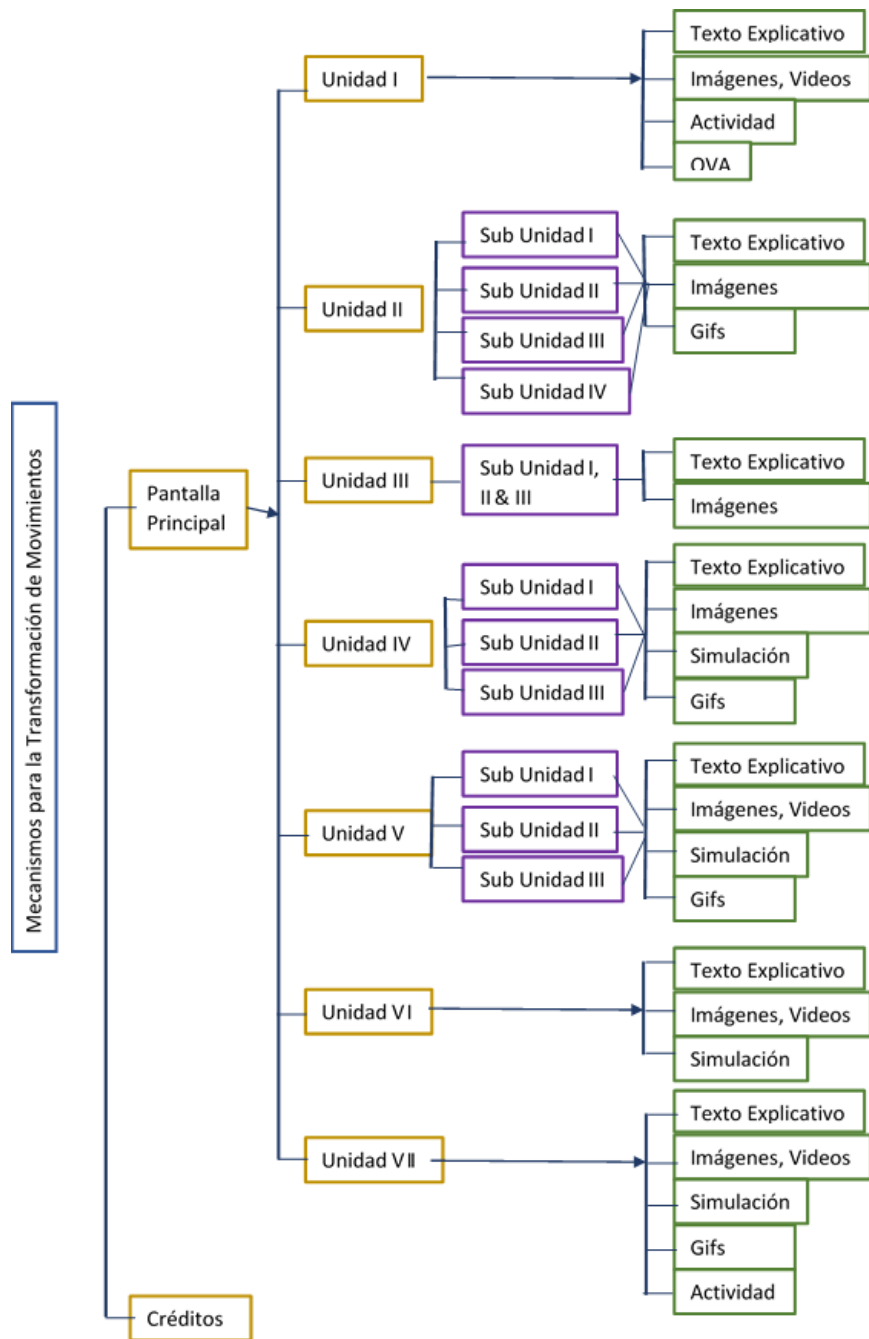 Mecanismos para la Transformación de Movimientos
Pantalla
Principal
Créditos
Unidad I
Texto Explicativo
Imágenes, Videos
Actividad
OVA
Unidad II
Sub Unidad I
Sub Unidad II
Sub Unidad III
Sub Unidad IV
Texto Explicativo
Imágenes
Gifs
Unidad III
Sub Unidad I,
II & III
Texto Explicativo
Imágenes
Unidad IV
Sub Unidad I
Sub Unidad II
Sub Unidad III
Texto Explicativo
Imágenes
Simulación
Gifs
Unidad V
Sub Unidad I
Sub Unidad II
Sub Unidad III
Texto Explicativo
Imágenes, Videos
Simulación
Gifs
Unidad VI
Texto Explicativo
Imágenes, Videos
Simulación
Unidad VII
Texto Explicativo
Imágenes, Videos
Simulación
Gifs
Actividad